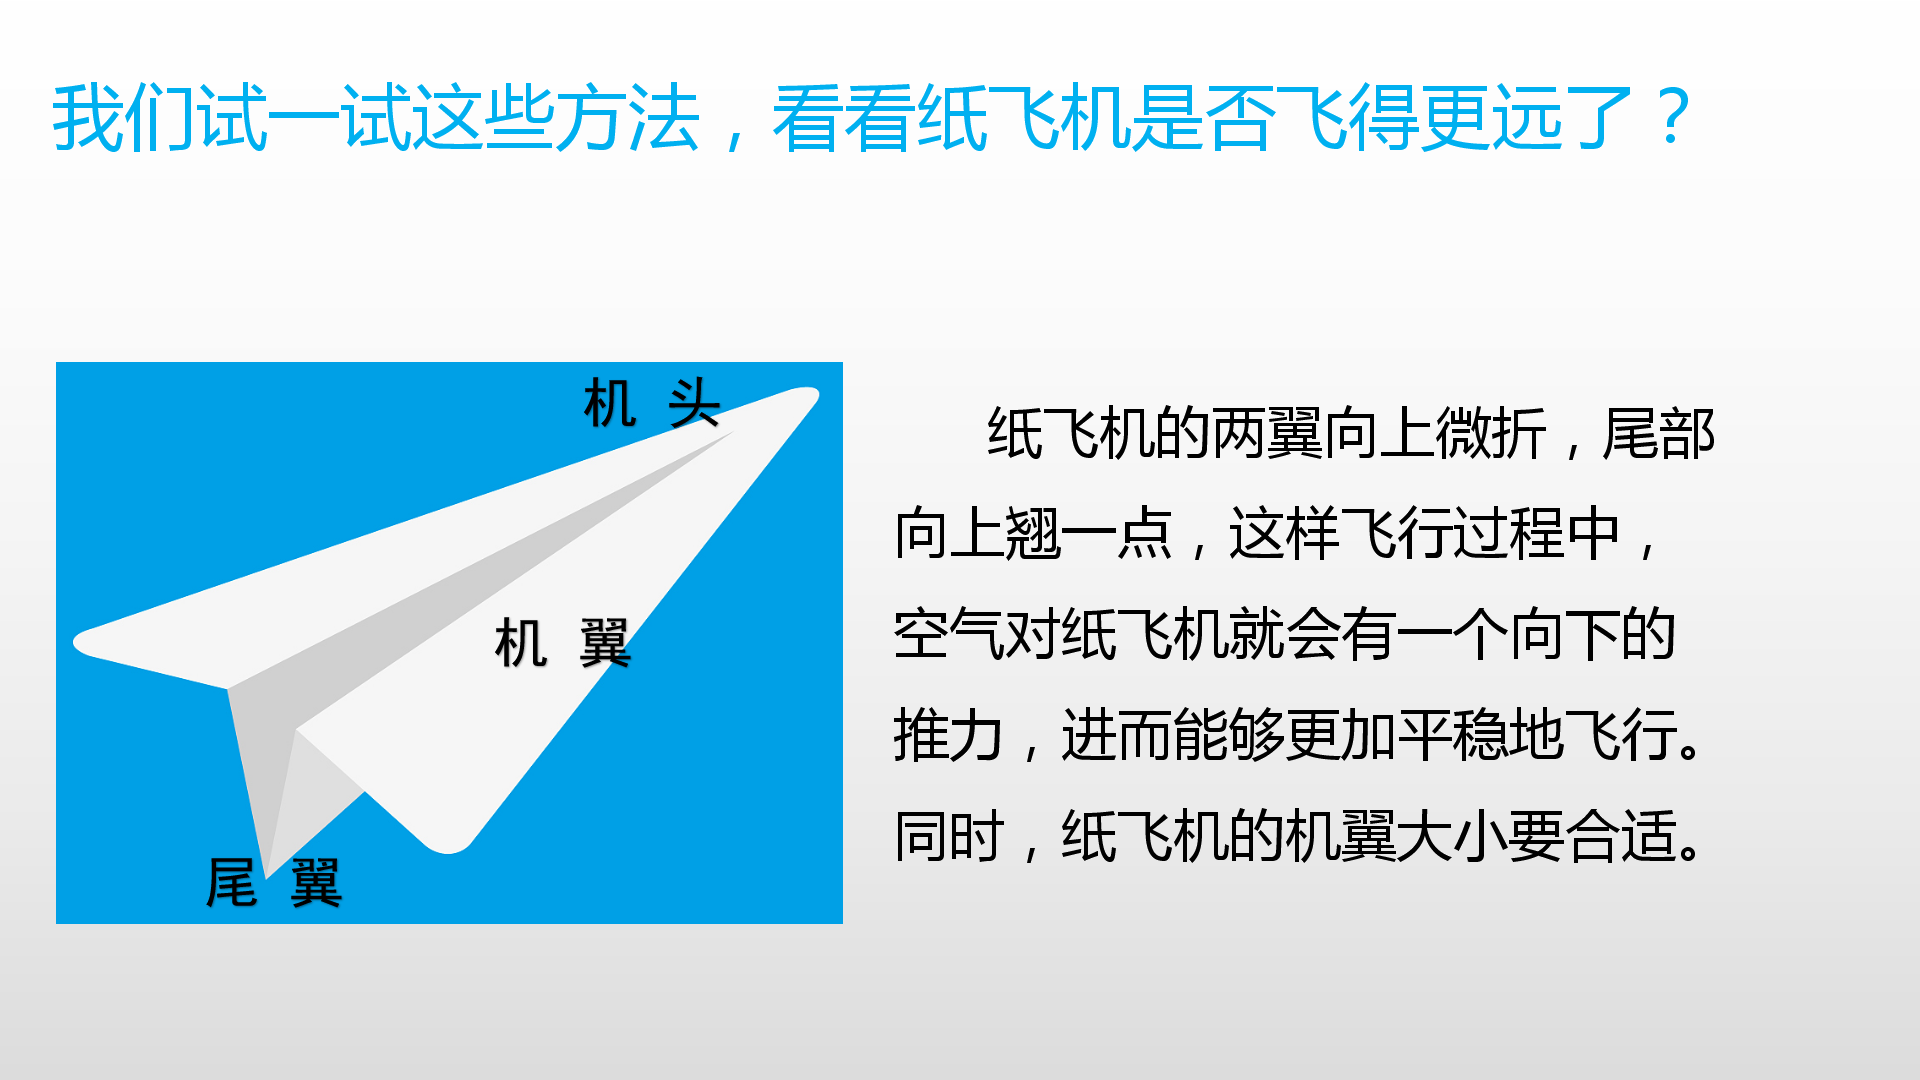 我们试一试这些方法，看看纸飞机是否飞得更远了？
机 头
机 翼
尾 翼
纸飞机的两翼向上微折，尾部
向上翘一点，这样飞行过程中，
空气对纸飞机就会有一个向下的
推力，进而能够更加平稳地飞行。
同时，纸飞机的机翼大小要合适。